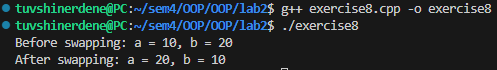 tuvshinerdene@PC:~/sem4/OOP/OOP/lab2$ g++ exercise8.cpp -o exercise8
tuvshinerdene@PC:~/sem4/OOP/OOP/lab2$ ./exercise8
Before swapping: a = 10, b = 20
After swapping: a = 20, b = 10